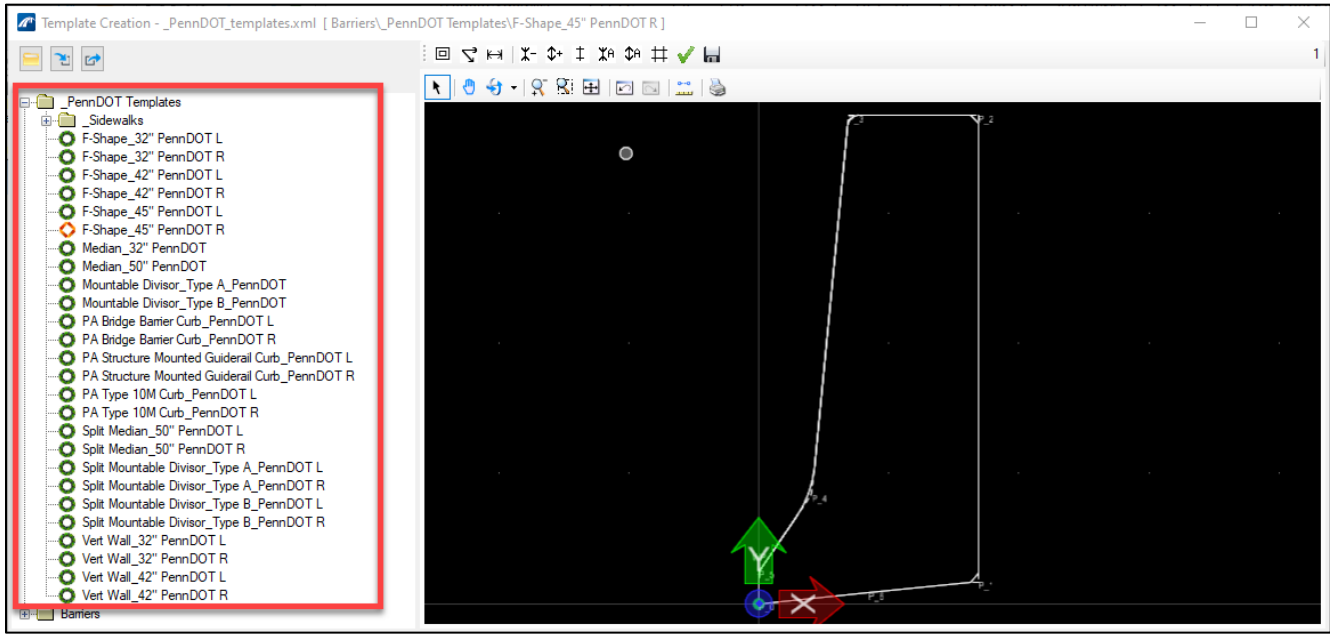 Template Creation - _PennDOT_templates.xml [ Barriers\_PennDOT Templates\F-Shape_45" PennDOT R ]
1
_PennDOT Templates
_Sidewalks
F-Shape_32" PennDOT L
F-Shape_32" PennDOT R
F-Shape_42" PennDOT L
F-Shape_42" PennDOT R
F-Shape_45" PennDOT L
F-Shape_45" PennDOT R
Median_32" PennDOT
Median_50" PennDOT
Mountable Divisor_Type A_PennDOT
Mountable Divisor_Type B_PennDOT
PA Bridge Barrier Curb_PennDOT L
PA Bridge Barrier Curb_PennDOT R
PA Structure Mounted Guiderail Curb_PennDOT L
PA Structure Mounted Guiderail Curb_PennDOT R
PA Type 10M Curb_PennDOT L
PA Type 10M Curb_PennDOT R
Split Median_50" PennDOT L
Split Median_50" PennDOT R
Split Mountable Divisor_Type A_PennDOT L
Split Mountable Divisor_Type A_PennDOT R
Split Mountable Divisor_Type B_PennDOT L
Split Mountable Divisor_Type B_PennDOT R
Vert Wall_32" PennDOT L
Vert Wall_32" PennDOT R
Vert Wall_42" PennDOT L
Vert Wall_42" PennDOT R
Barriers
P_2
P_4
Y
X